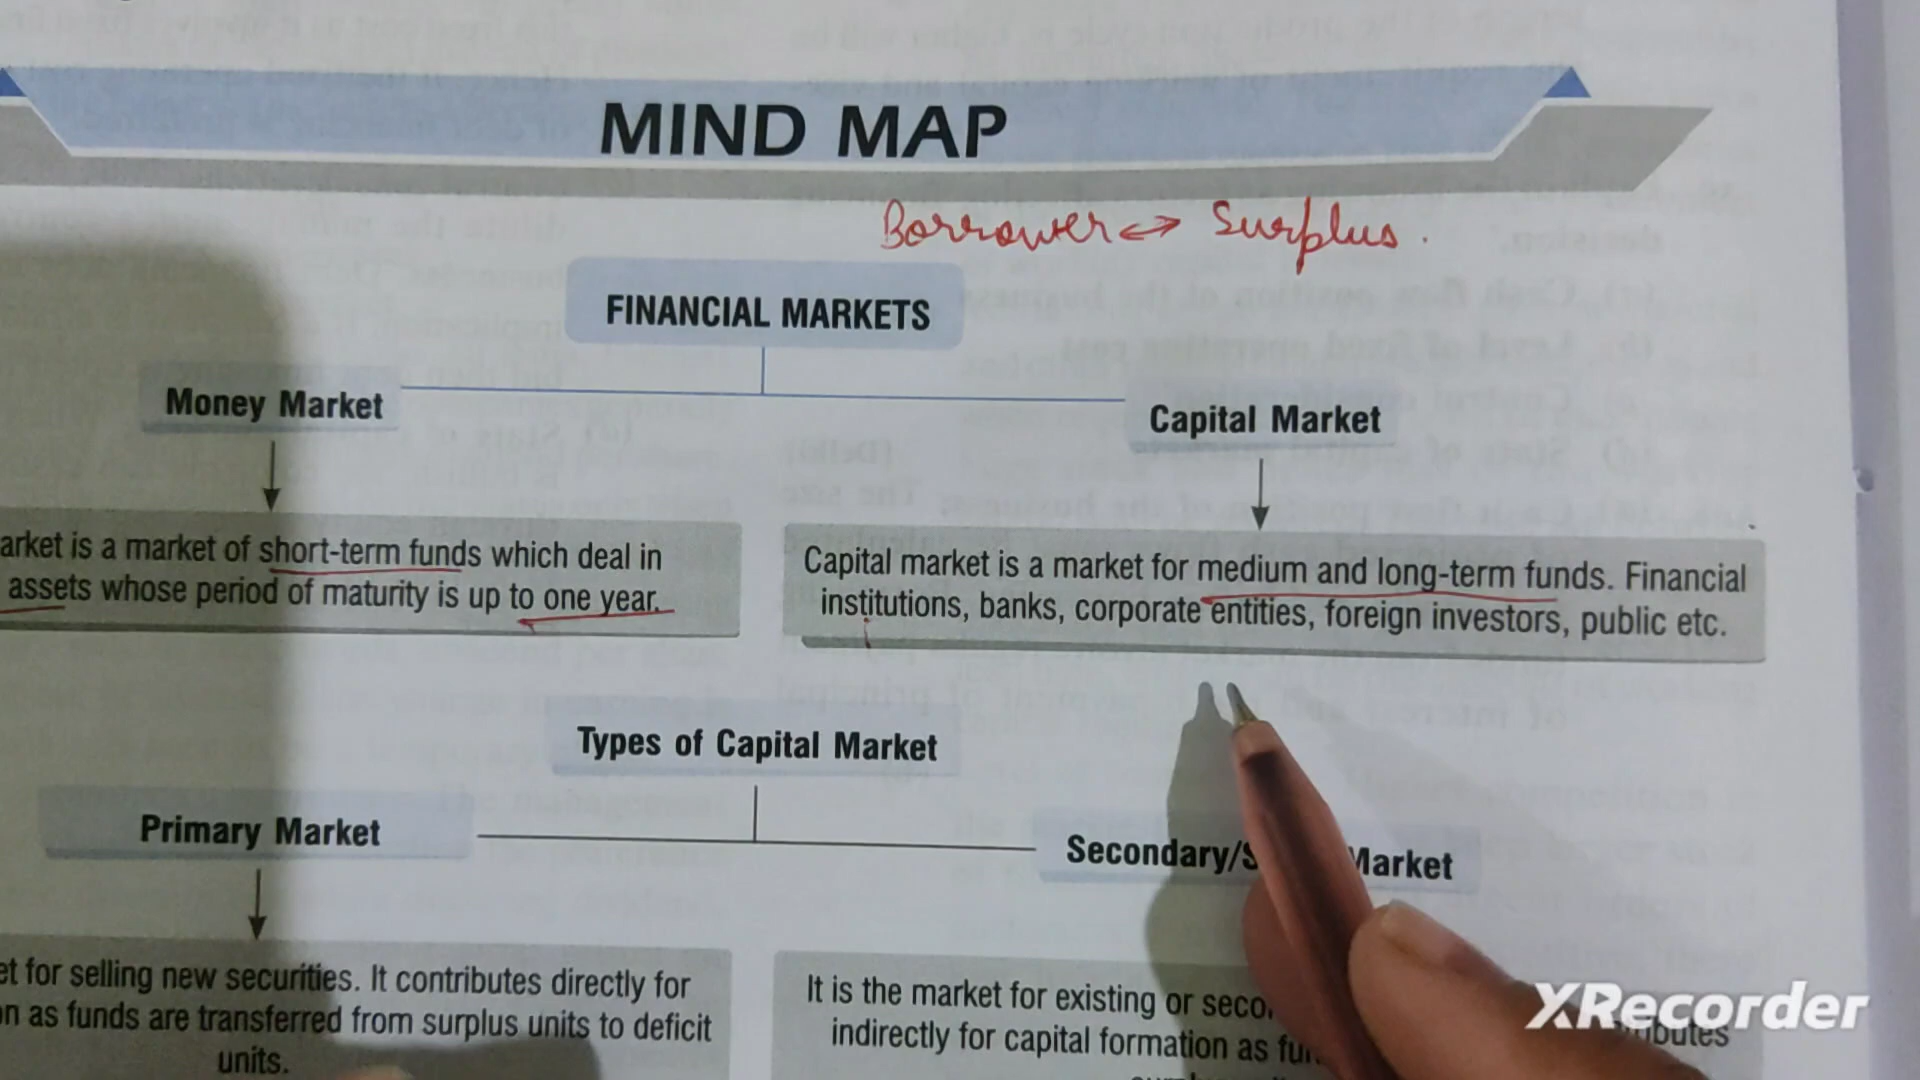 MIND MAP
Borrower ↔ Surplus.
FINANCIAL MARKETS
Money Market
Capital Market
arket is a market of short-term funds which deal in
assets whose period of maturity is up to one year.
Capital market is a market for medium and long-term funds. Financial
institutions, banks, corporate entities, foreign investors, public etc.
Types of Capital Market
Primary Market
Secondary/S Market
et for selling new securities. It contributes directly for
on as funds are transferred from surplus units to deficit
units.
It is the market for existing or seco
indirectly for capital formation as fu
XRecorder